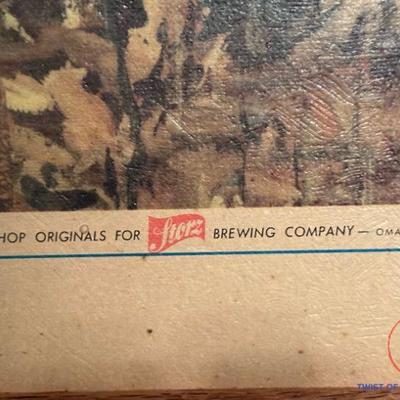 HOP ORIGINALS FOR Storz BREWING COMPANY — OMA
TWIST OF